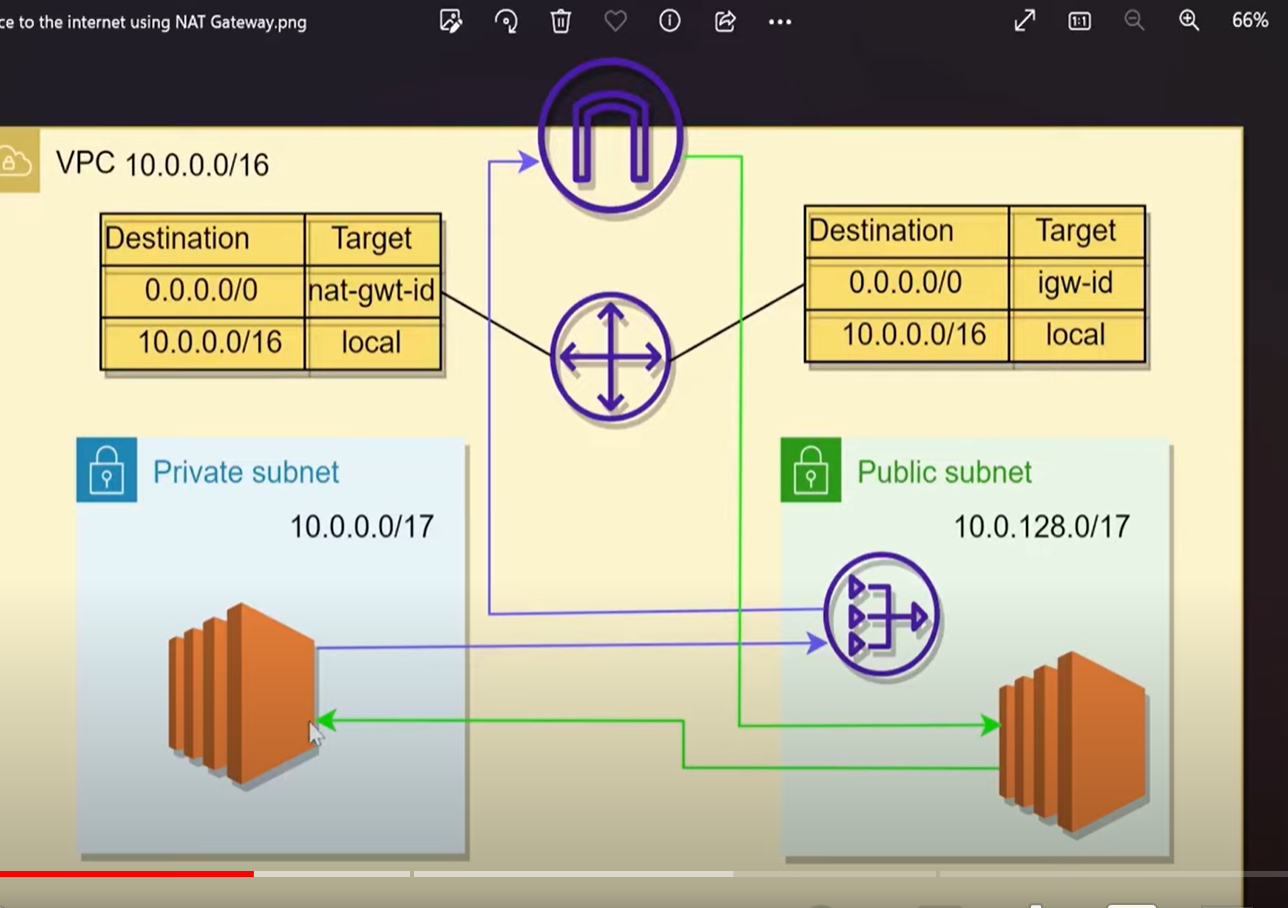 ce to the internet using NAT Gateway.png
66%
VPC 10.0.0.0/16
Destination Target
0.0.0.0/0 nat-gwt-id
10.0.0.0/16 local
Destination Target
0.0.0.0/0 igw-id
10.0.0.0/16 local
Private subnet
10.0.0.0/17
Public subnet
10.0.128.0/17